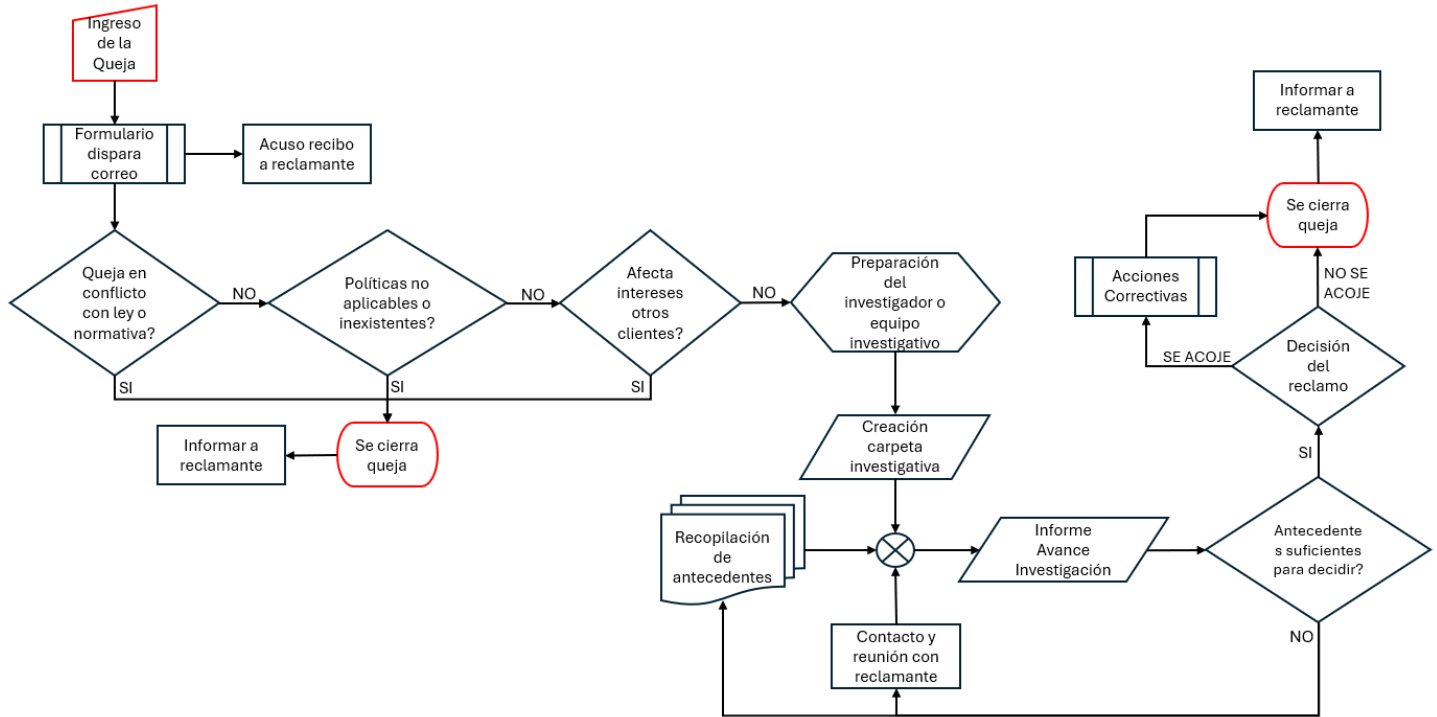 Ingreso
de la
Queja
Formulario
dispara
correo
Acuso recibo
a reclamante
Queja en
conflicto
con ley o
normativa?
NO
Políticas no
aplicables o
inexistentes?
NO
Afecta
intereses
otros
clientes?
NO
Preparación
del
investigador o
equipo
investigativo
SI
SI
SI
Informar a
reclamante
Se cierra
queja
Creación
carpeta
investigativa
Recopilación
de
antecedentes
Contacto y
reunión con
reclamante
Informe
Avance
Investigación
Antecedente
s suficientes
para decidir?
NO
SI
Decisión
del
reclamo
SE ACOJE
NO SE
ACOJE
Acciones
Correctivas
Se cierra
queja
Informar a
reclamante